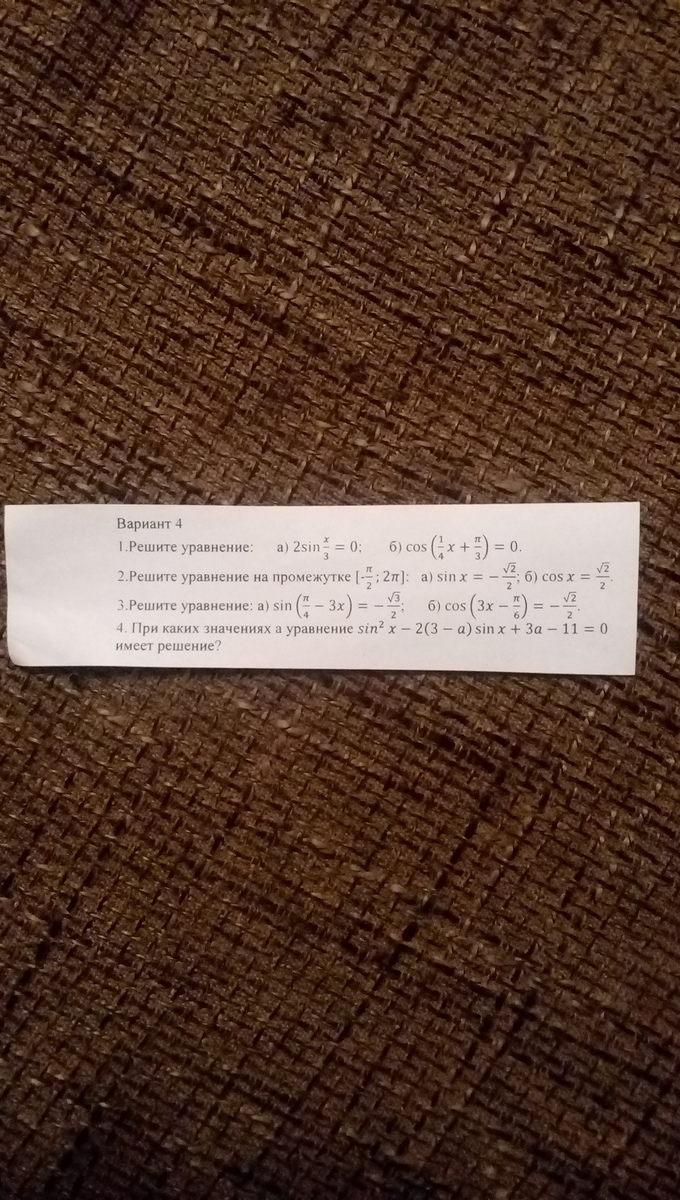 Вариант 4
1.Решите уравнение: а) 2sin x/3 = 0; б) cos (1/4 x + π/3) = 0.
2.Решите уравнение на промежутке [-π/2; 2π]: а) sin x = −√2/2; б) cos x = √2/2.
3.Решите уравнение: а) sin (π/4 − 3x) = −√3/2; б) cos (3x − π/6) = −√2/2.
4. При каких значениях а уравнение sin² x − 2(3 − a) sin x + 3a − 11 = 0
имеет решение?